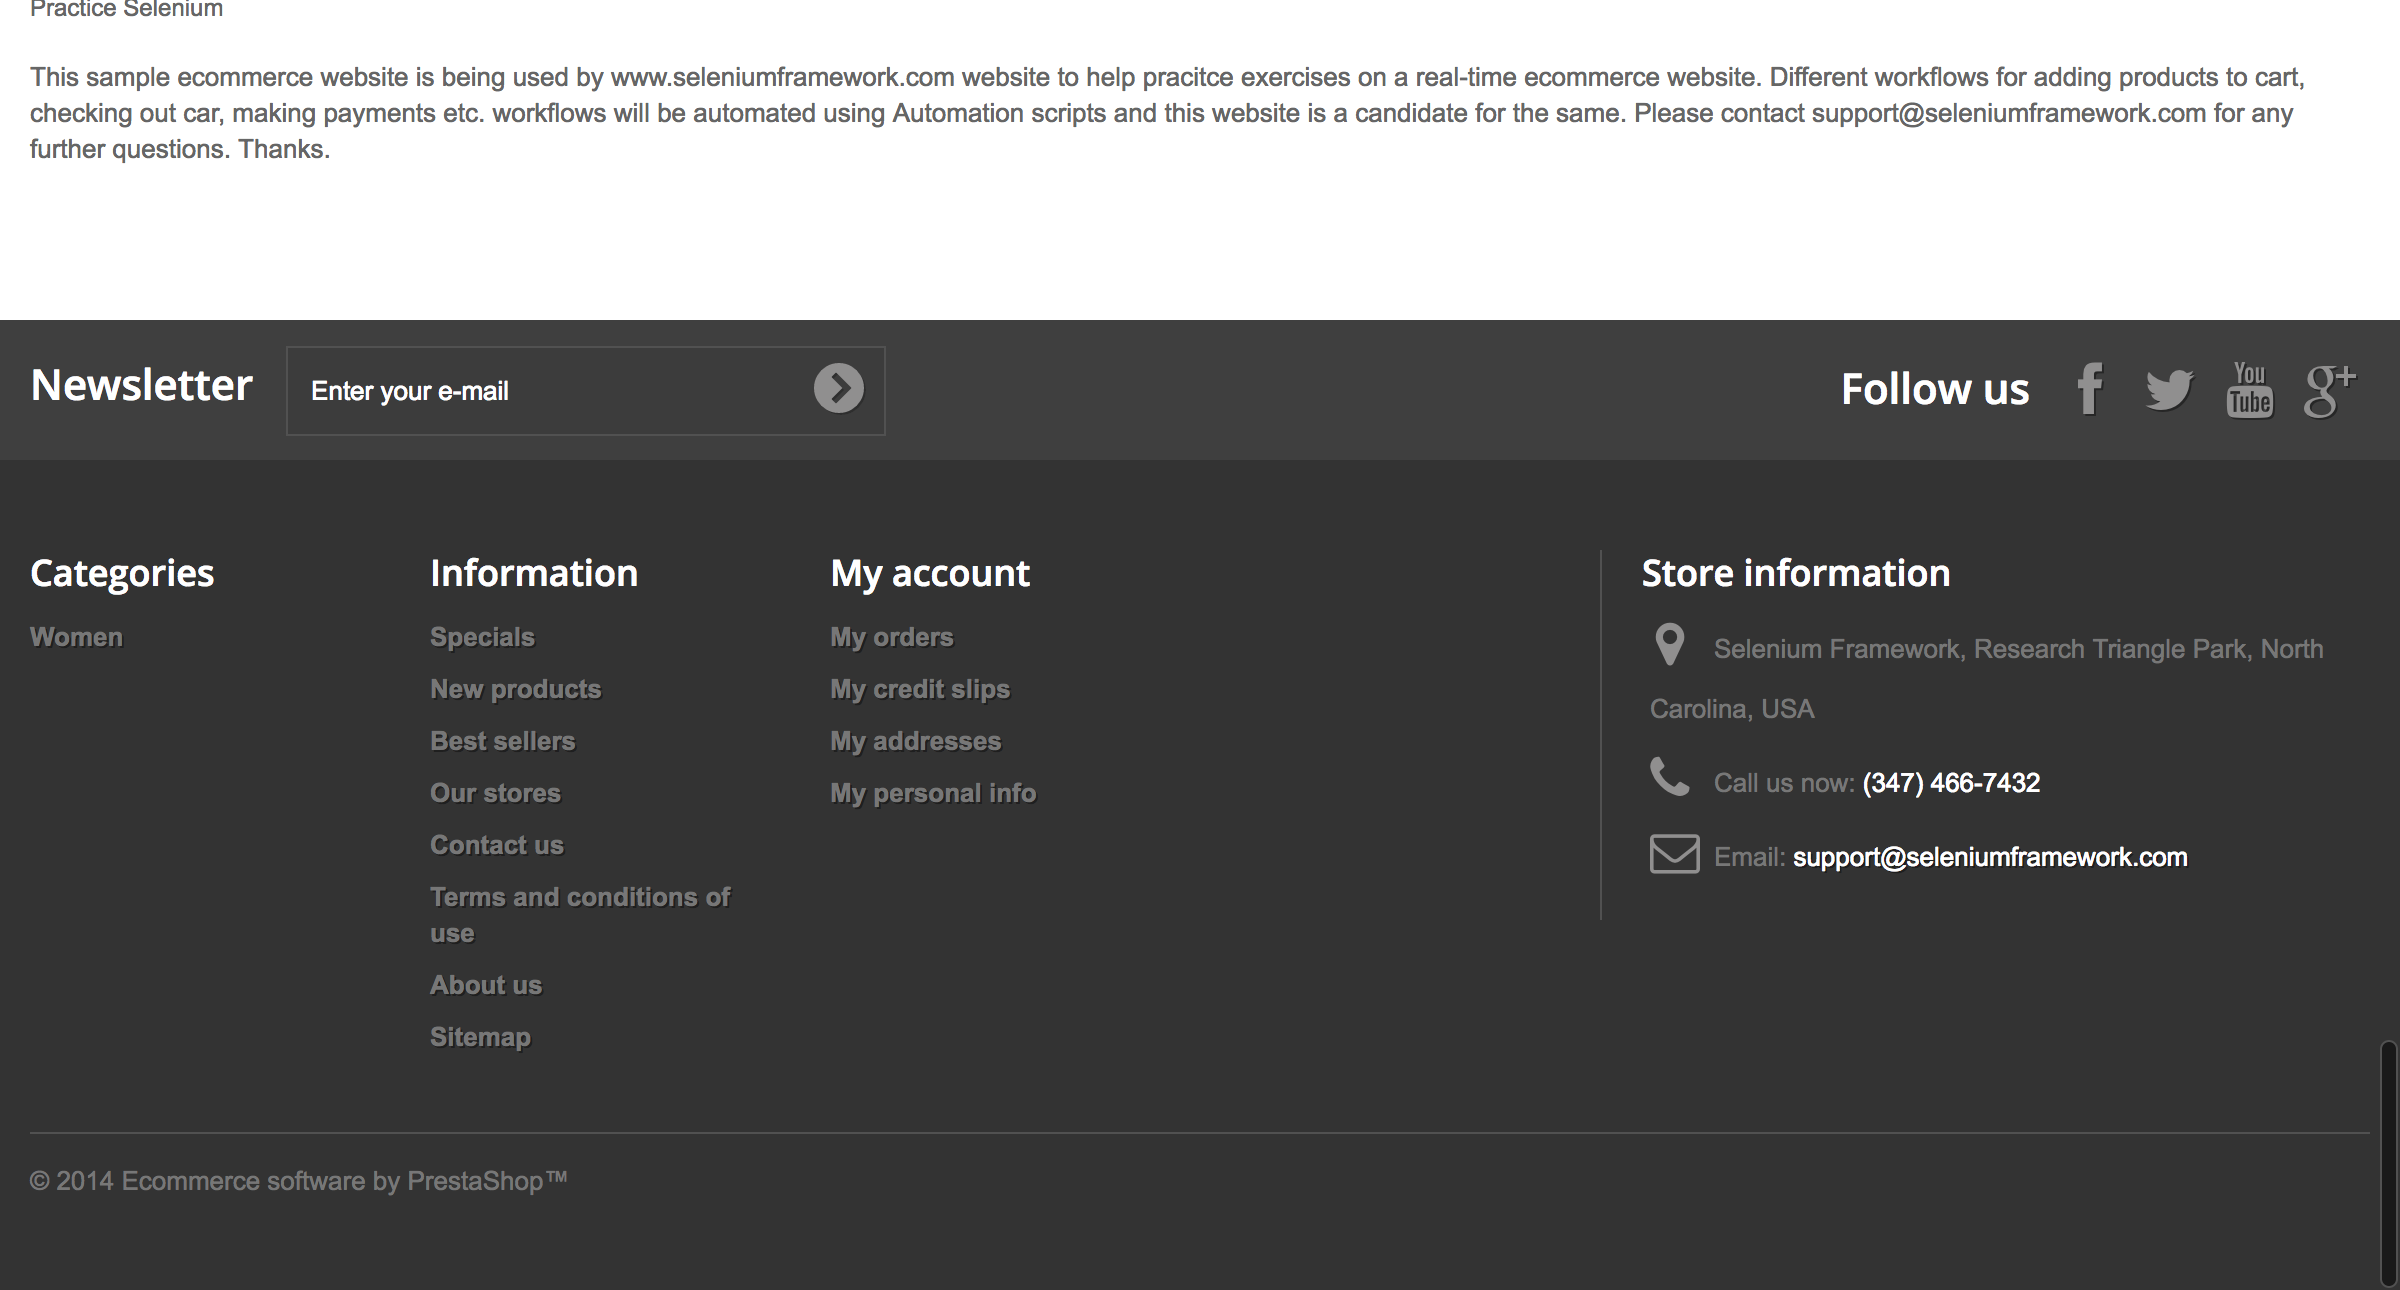 Practice Selenium
This sample ecommerce website is being used by www.seleniumframework.com website to help pracitce exercises on a real-time ecommerce website. Different workflows for adding products to cart,
checking out car, making payments etc. workflows will be automated using Automation scripts and this website is a candidate for the same. Please contact support@seleniumframework.com for any
further questions. Thanks.
Newsletter
Enter your e-mail
Follow us
You
Tube
g+
Categories
Women
Information
Specials
New products
Best sellers
Our stores
Contact us
Terms and conditions of
use
About us
Sitemap
My account
My orders
My credit slips
My addresses
My personal info
Store information
Selenium Framework, Research Triangle Park, North
Carolina, USA
Call us now: (347) 466-7432
Email: support@seleniumframework.com
© 2014 Ecommerce software by PrestaShop™